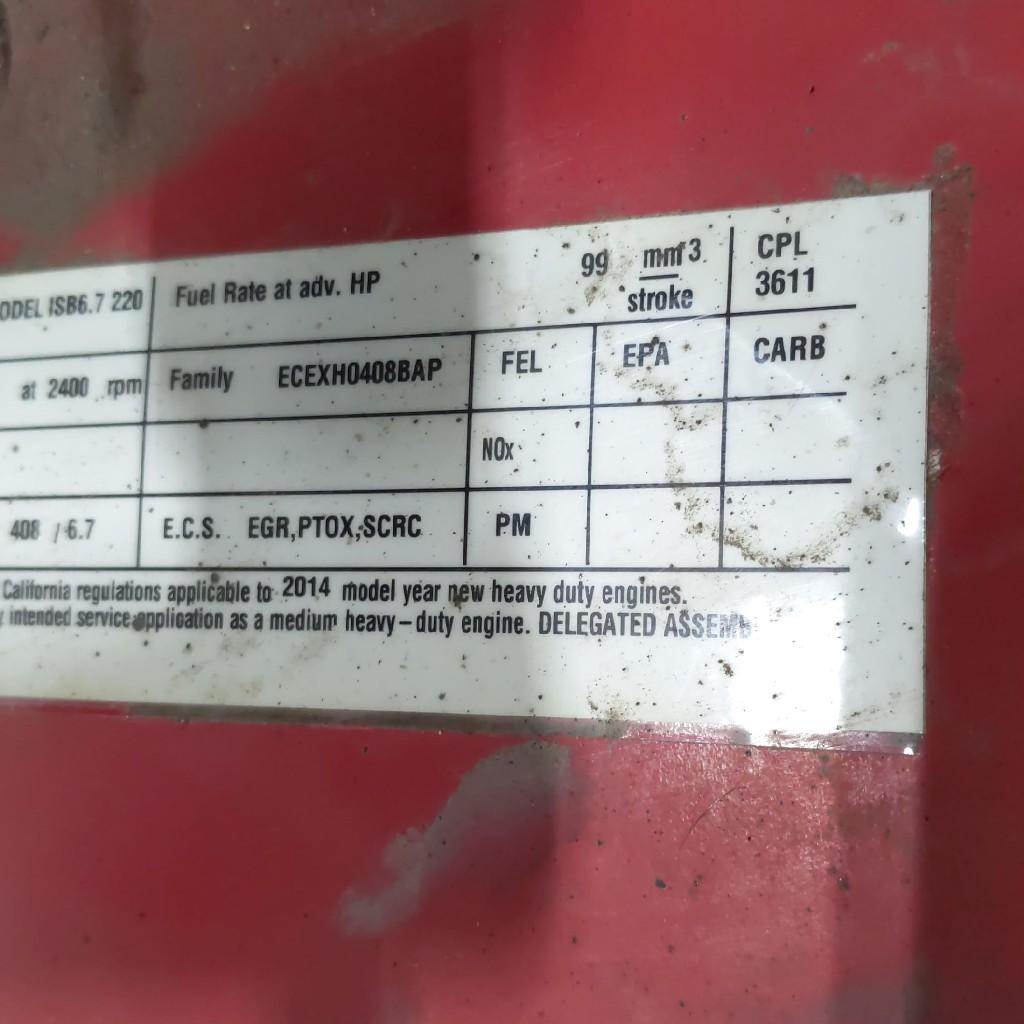 ISB6.7 220 Fuel Rate at adv. HP 99 mm3 CPL
stroke 3611
at 2400 rpm Family ECEXH0408BAP FEL EPA CARB
NOx
408 / 6.7 E.C.S. EGR,PTOX,SCRC PM
California regulations applicable to 2014 model year new heavy duty engines.
intended service application as a medium heavy-duty engine. DELEGATED